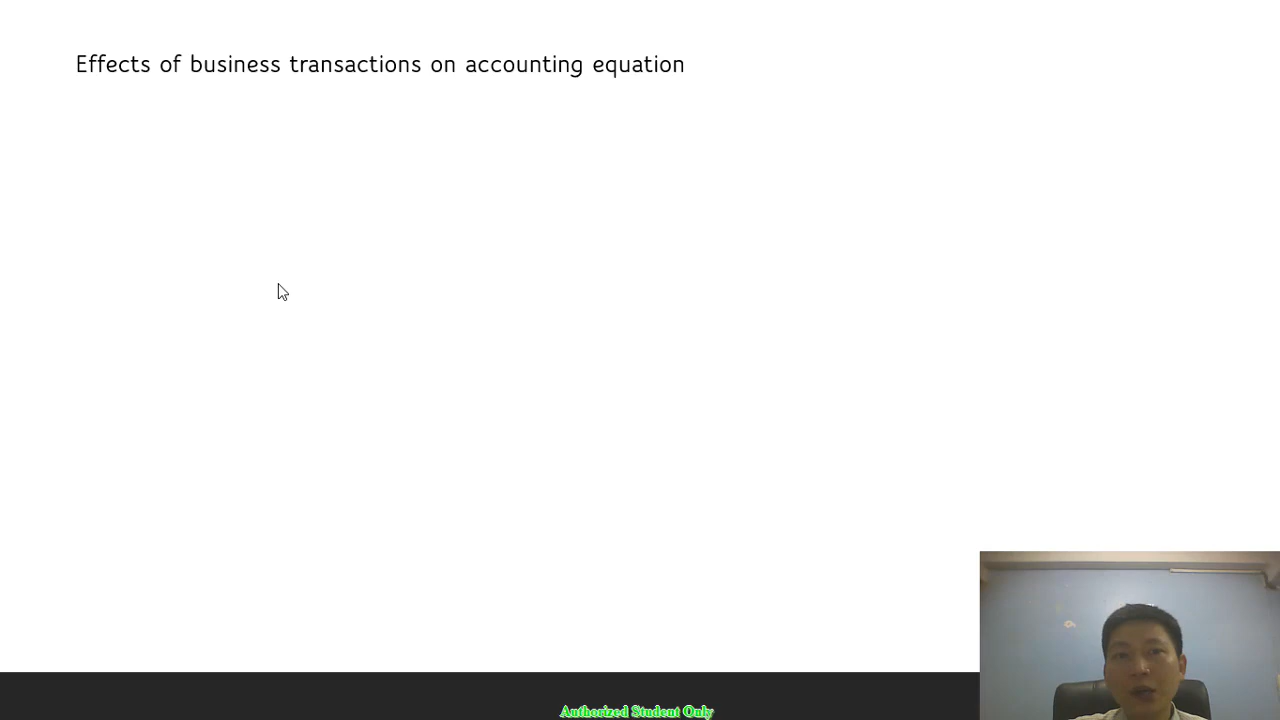 Effects of business transactions on accounting equation
Authorized Student Only